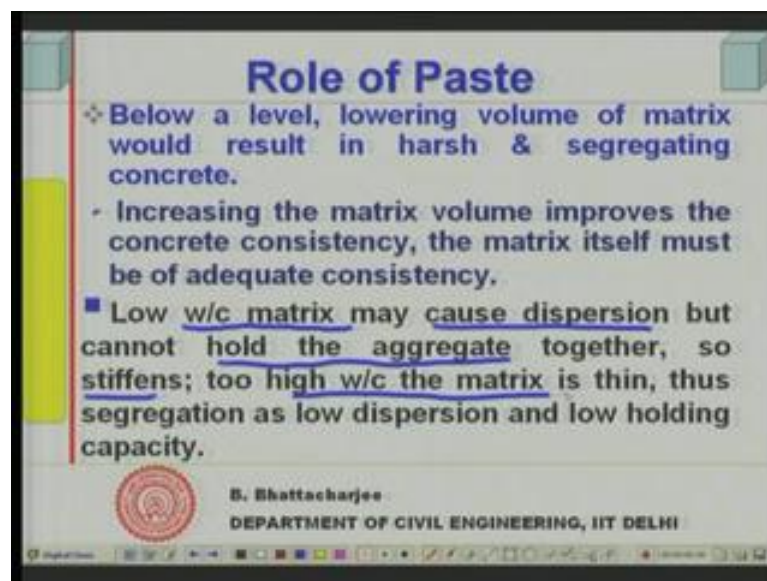 Role of Paste
Below a level, lowering volume of matrix
would result in harsh & segregating
concrete.
Increasing the matrix volume improves the
concrete consistency, the matrix itself must
be of adequate consistency.
Low w/c matrix may cause dispersion but
cannot hold the aggregate together, so
stiffens; too high w/c the matrix is thin, thus
segregation as low dispersion and low holding
capacity.
B. Bhattacharjee
DEPARTMENT OF CIVIL ENGINEERING, IIT DELHI